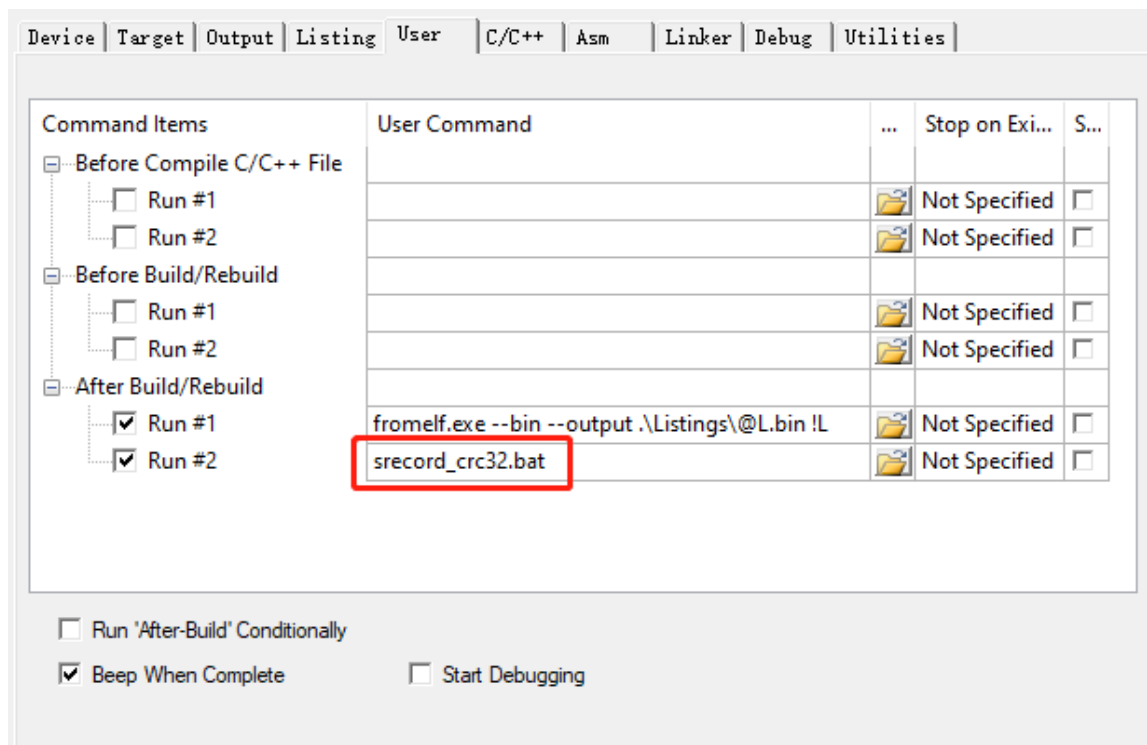 Device Target Output Listing User C/C++ Asm Linker Debug Utilities
Command Items User Command ... Stop on Exi... S...
Before Compile C/C++ File
Run #1 Not Specified
Run #2 Not Specified
Before Build/Rebuild
Run #1 Not Specified
Run #2 Not Specified
After Build/Rebuild
Run #1 fromelf.exe --bin --output .\Listings\@L.bin !L Not Specified
Run #2 srecord_crc32.bat Not Specified
Run 'After-Build' Conditionally
Beep When Complete Start Debugging